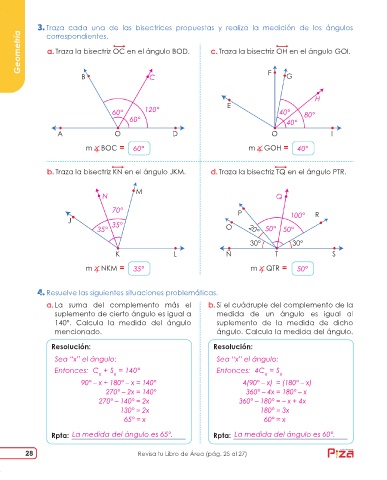 Geometría
3. Traza cada una de las bisectrices propuestas y realiza la medición de los ángulos
correspondientes.
a. Traza la bisectriz OC en el ángulo BOD.
c. Traza la bisectriz OH en el ángulo GOI.
B
C
60°
120°
60°
A
O
D
F
G
H
E
40°
80°
40°
O
I
m∡BOC = 60°
m∡GOH = 40°
b. Traza la bisectriz KN en el ángulo JKM.
d. Traza la bisectriz TQ en el ángulo PTR.
N
M
70°
J
35°
35°
K
L
Q
P
100°
R
O
20°
50°
50°
30°
30°
N
T
S
m∡NKM = 35°
m∡QTR = 50°
4. Resuelve las siguientes situaciones problemáticas.
a. La suma del complemento más el
suplemento de cierto ángulo es igual a
140°. Calcula la medida del ángulo
mencionado.
Resolución:
Sea “x” el ángulo:
Entonces: Cx + Sx = 140°
90° – x + 180° – x = 140°
270° – 2x = 140°
270° – 140° = 2x
130° = 2x
65° = x
Rpta: La medida del ángulo es 65°.
b. Si el cuádruple del complemento de la
medida de un ángulo es igual al
suplemento de la medida de dicho
ángulo. Calcula la medida del ángulo.
Resolución:
Sea “x” el ángulo:
Entonces: 4Cx = Sx
4(90° – x) = (180° – x)
360° – 4x = 180° – x
360° – 180° = – x + 4x
180° = 3x
60° = x
Rpta: La medida del ángulo es 60°.
28
Revisa tu Libro de Área (pág. 25 al 27)
Piza